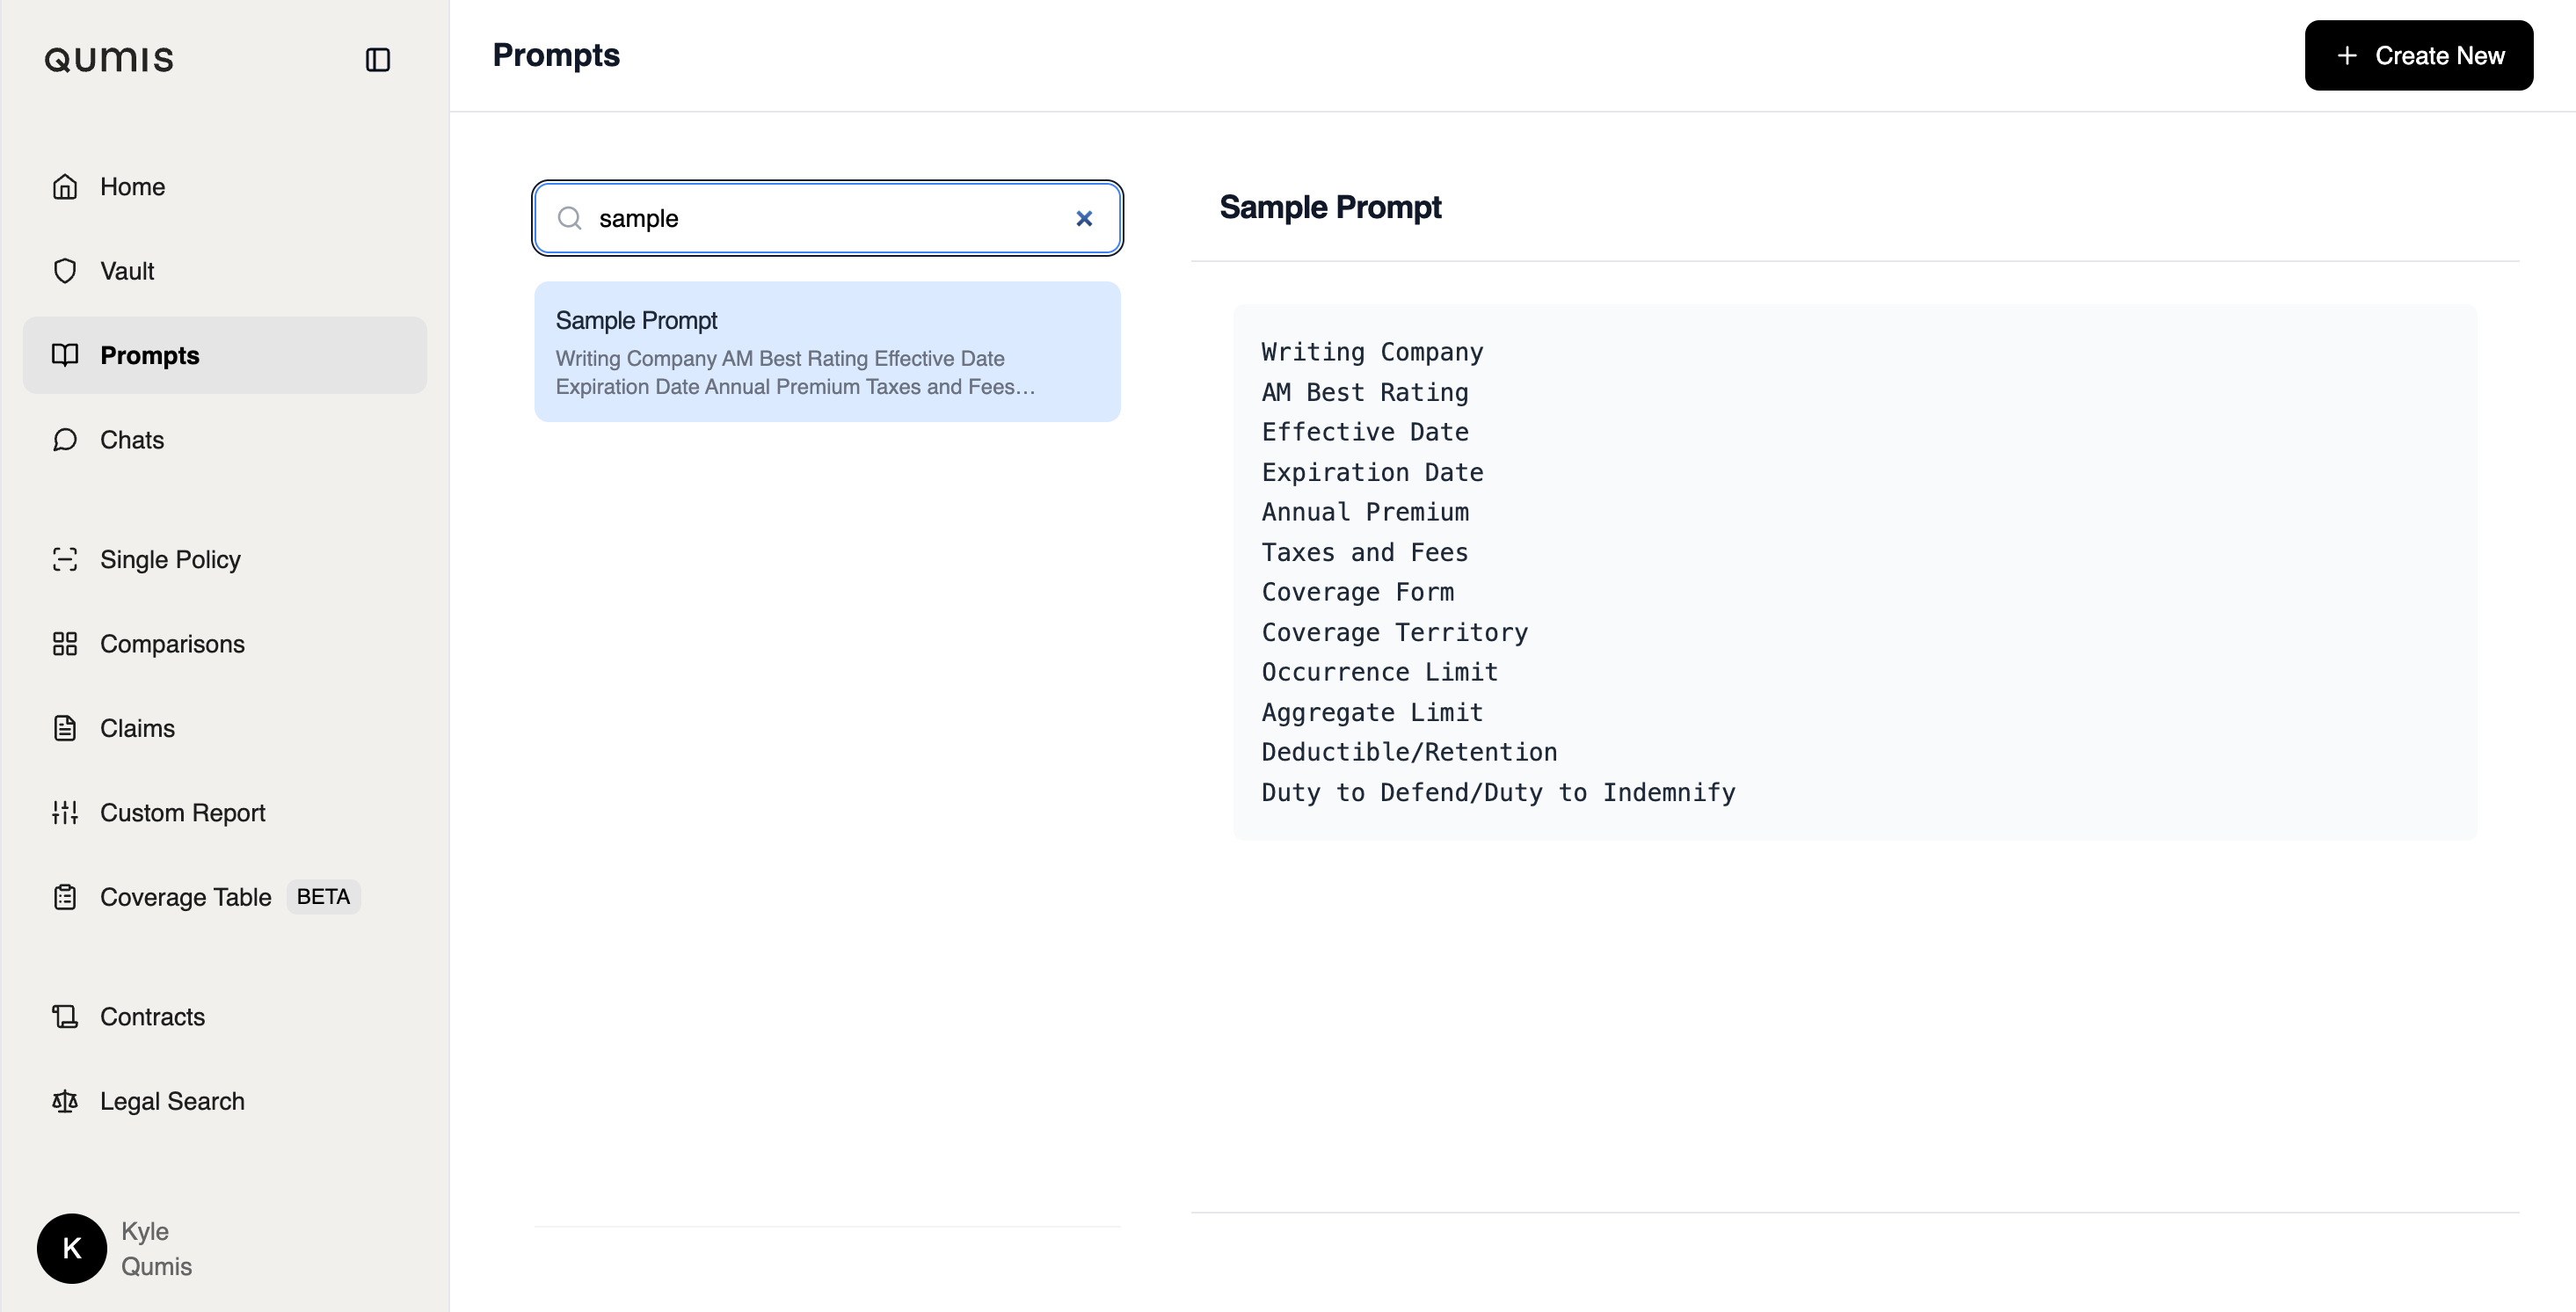 QUMIS
Home
Vault
Prompts
Chats
Single Policy
Comparisons
Claims
Custom Report
Coverage Table BETA
Contracts
Legal Search
K
Kyle
Qumis
Prompts
+ Create New
sample
Sample Prompt
Writing Company AM Best Rating Effective Date
Expiration Date Annual Premium Taxes and Fees…
Sample Prompt
Writing Company
AM Best Rating
Effective Date
Expiration Date
Annual Premium
Taxes and Fees
Coverage Form
Coverage Territory
Occurrence Limit
Aggregate Limit
Deductible/Retention
Duty to Defend/Duty to Indemnify